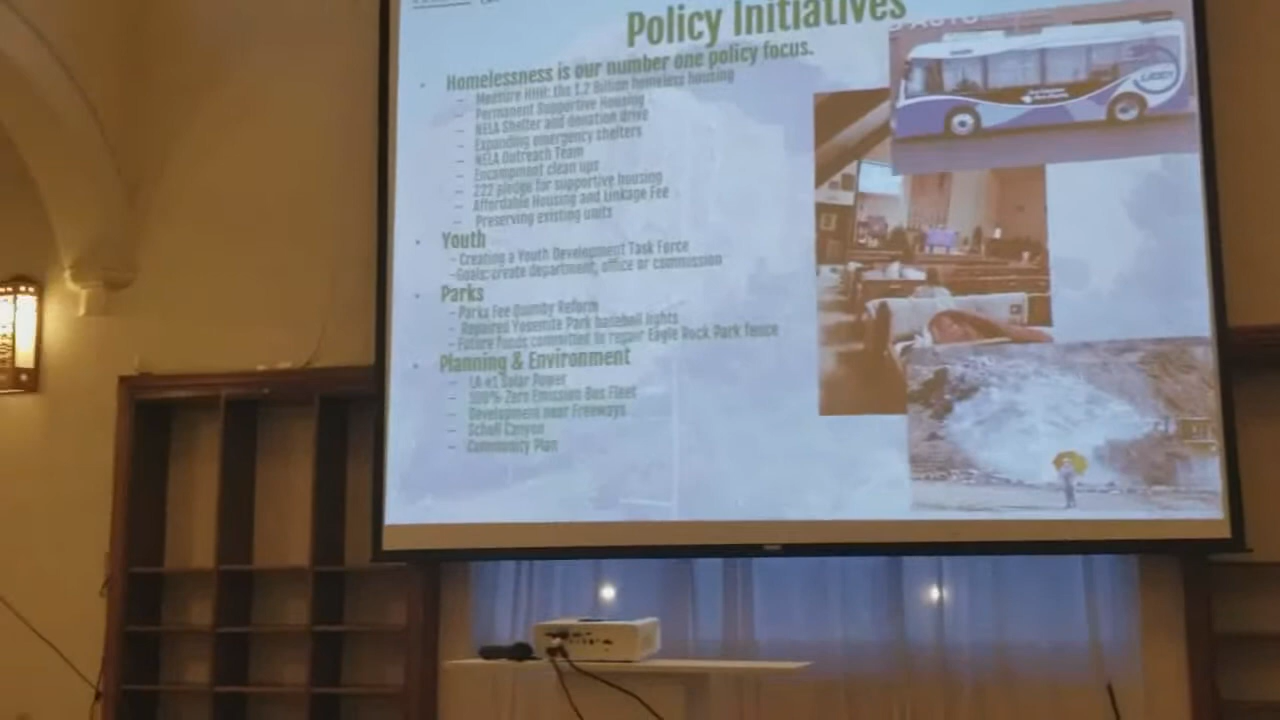 Policy Initiatives
• Homelessness is our number one policy focus.
– Measure HHH: the 1.2 Billion homeless housing
– Permanent Supportive Housing
– NELA Shelter and donation drive
– Expanding emergency shelters
– NELA Outreach Team
– Encampment clean ups
– 222 pledge for supportive housing
– Affordable Housing and Linkage Fee
– Preserving existing units
• Youth
– Creating a Youth Development Task Force
–Goals: create department, office or commission
• Parks
– Parks Fee Quimby Reform
– Repaired Yosemite Park baseball lights
– Future funds committed to repair Eagle Rock Park fence
• Planning & Environment
– LA #1 Solar Power
– 100% Zero Emission Bus Fleet
– Development near Freeways
– Scholl Canyon
– Community Plan